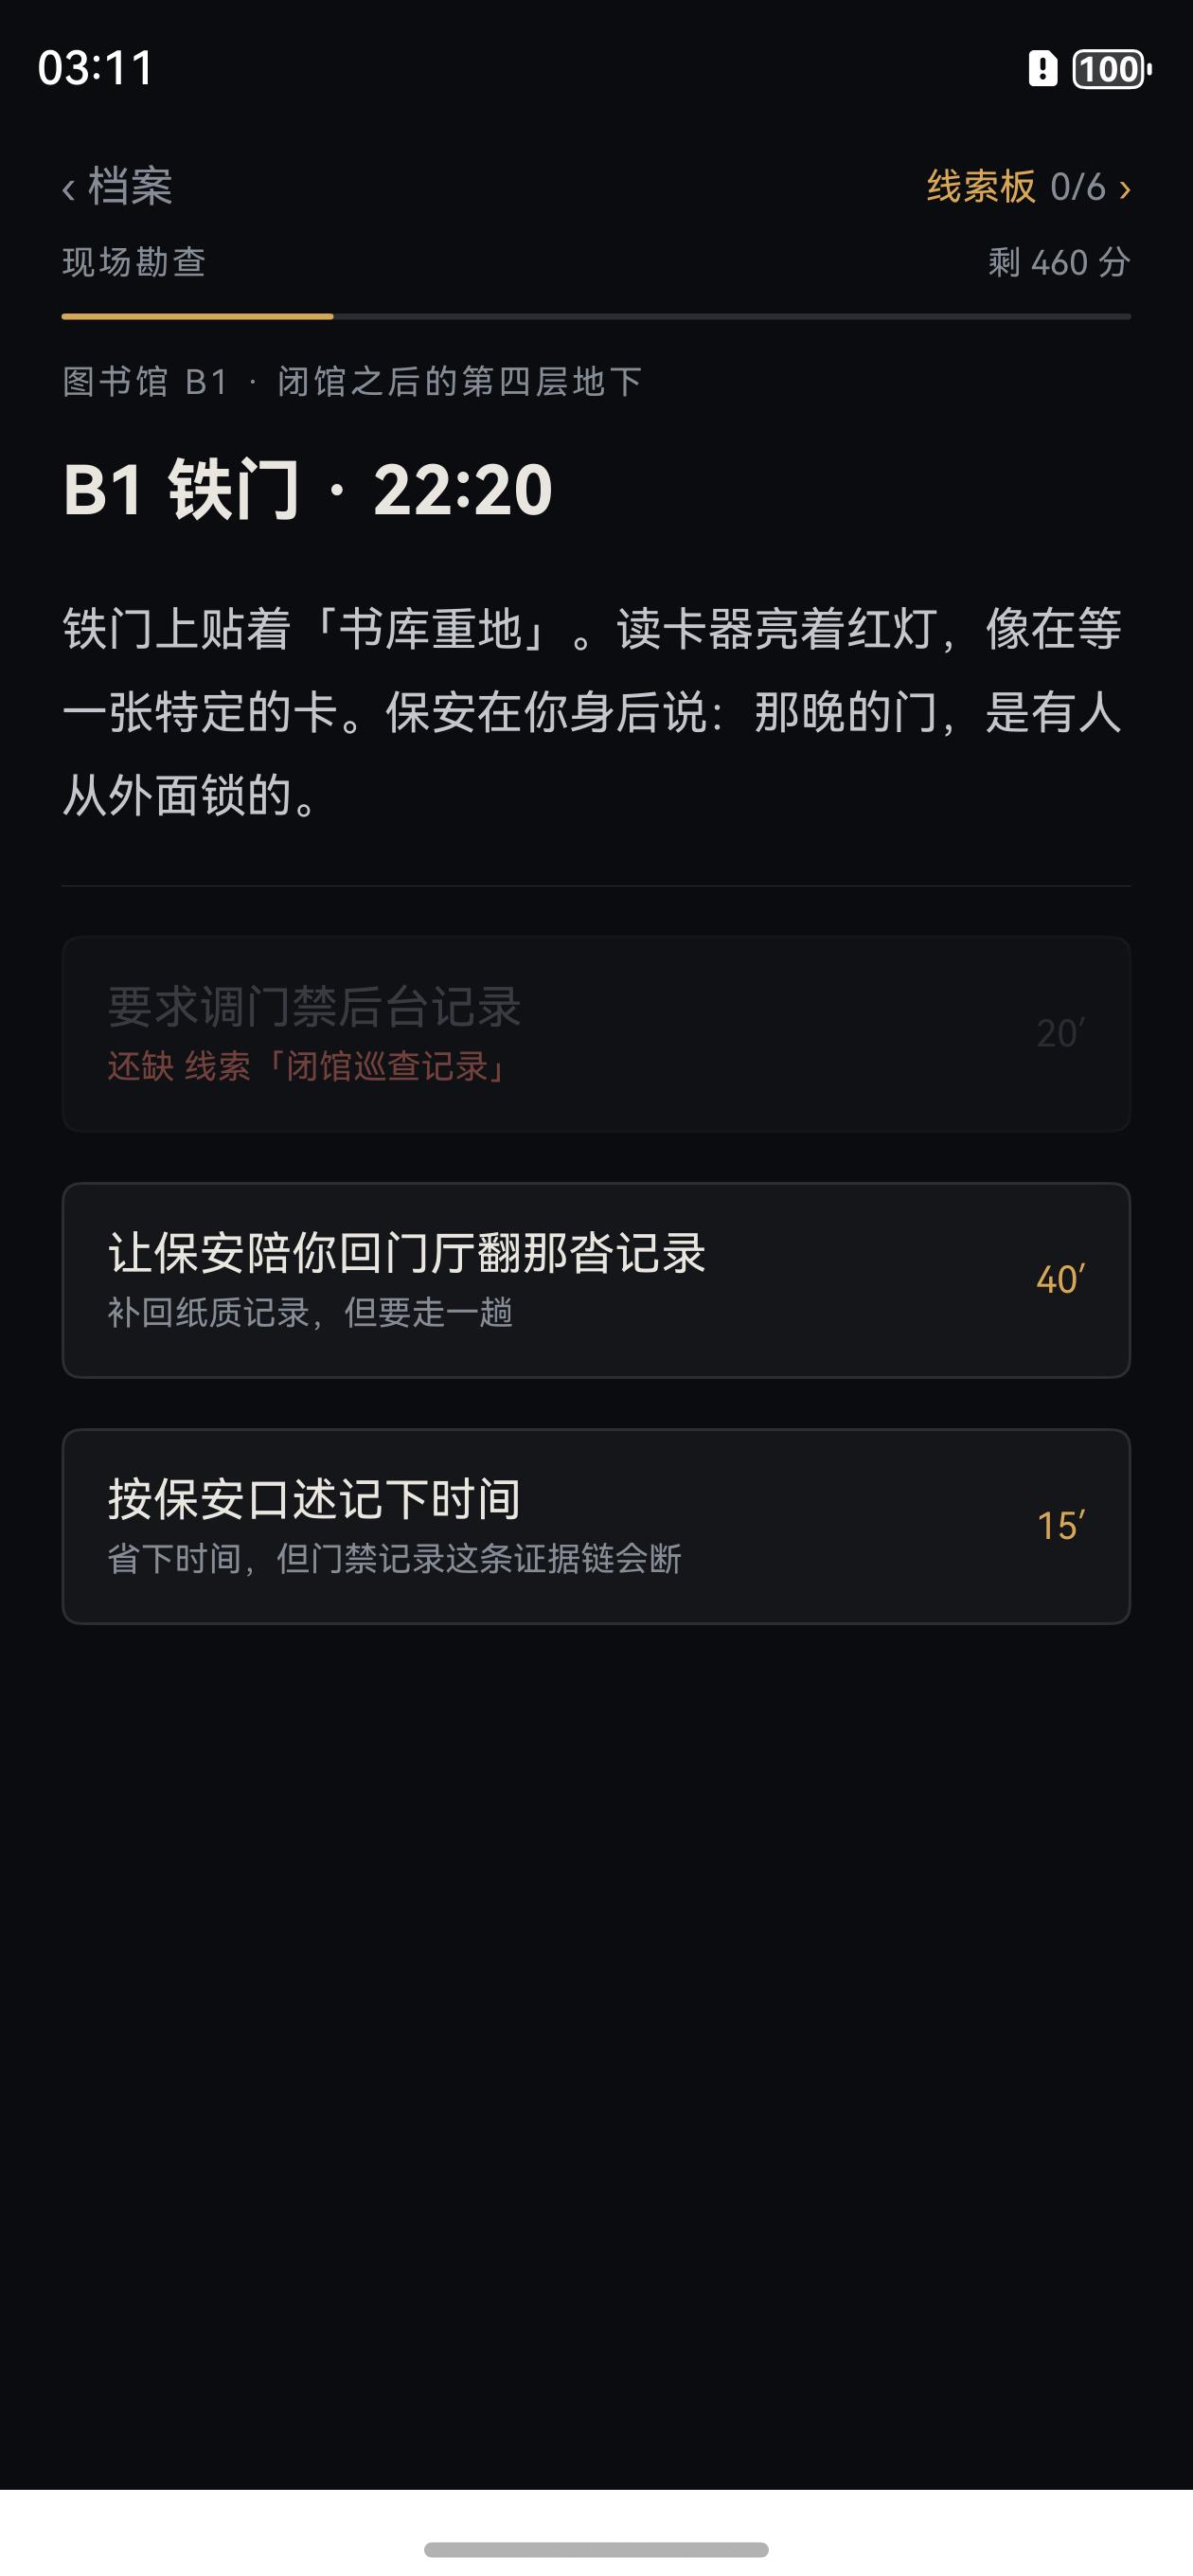 03:11
100
‹ 档案
线索板 0/6 ›
现场勘查
剩 460 分
图书馆 B1 · 闭馆之后的第四层地下
B1 铁门 · 22:20
铁门上贴着「书库重地」。读卡器亮着红灯，像在等
一张特定的卡。保安在你身后说：那晚的门，是有人
从外面锁的。
要求调门禁后台记录
20′
还缺 线索「闭馆巡查记录」
让保安陪你回门厅翻那沓记录
40′
补回纸质记录，但要走一趟
按保安口述记下时间
15′
省下时间，但门禁记录这条证据链会断